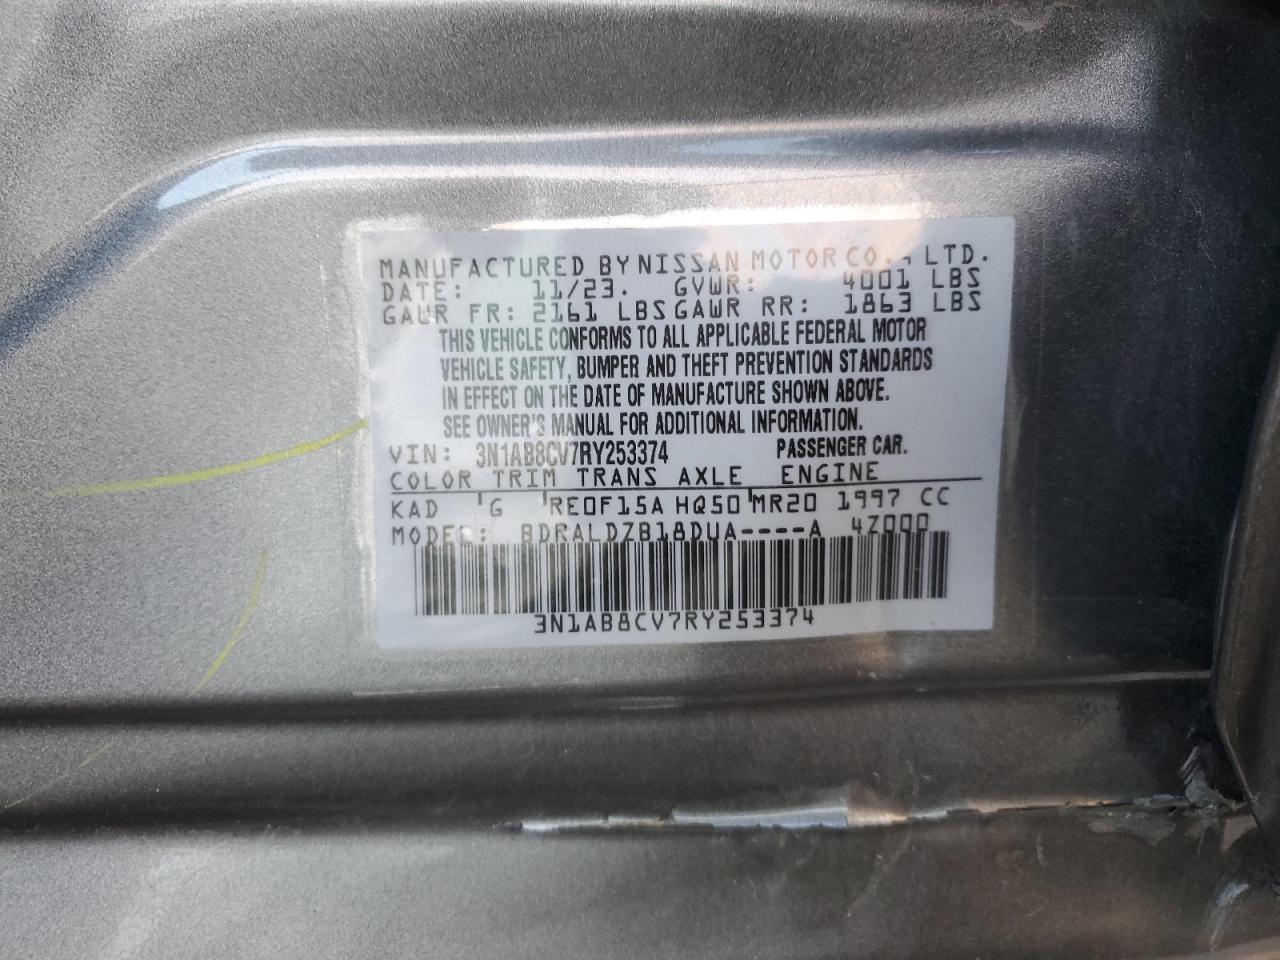 MANUFACTURED BY NISSAN MOTOR CO., LTD.
DATE: 11/23. GVWR: 4001 LBS
GAWR FR: 2161 LBS GAWR RR: 1863 LBS
THIS VEHICLE CONFORMS TO ALL APPLICABLE FEDERAL MOTOR
VEHICLE SAFETY, BUMPER AND THEFT PREVENTION STANDARDS
IN EFFECT ON THE DATE OF MANUFACTURE SHOWN ABOVE.
SEE OWNER'S MANUAL FOR ADDITIONAL INFORMATION.
VIN: 3N1AB8CV7RY253374 PASSENGER CAR.
COLOR TRIM TRANS AXLE ENGINE
KAD G RE0F15A HQ50 MR20 1997 CC
MODEL: BDRALDZB18DUA----A 4Z000
3N1AB8CV7RY253374